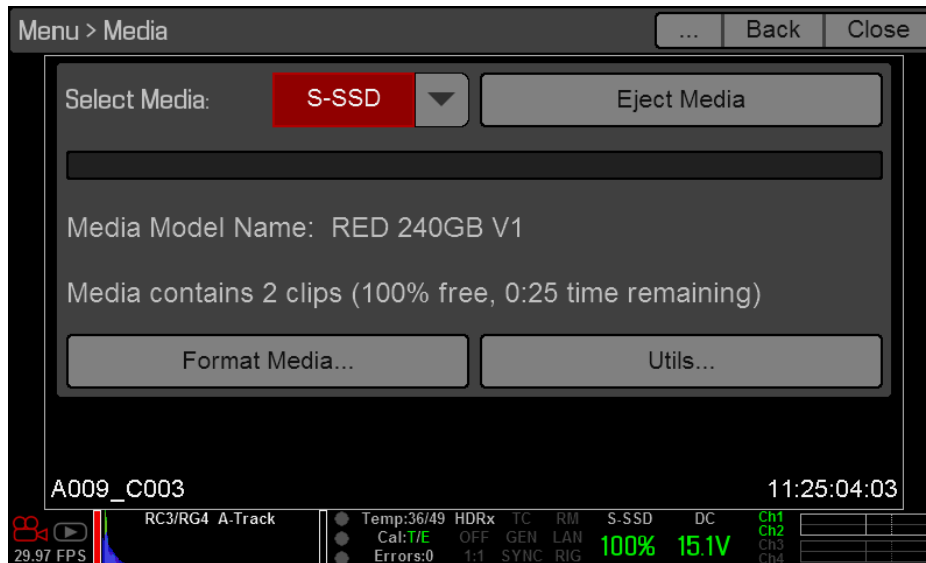 Menu > Media ... Back Close
Select Media: S-SSD Eject Media
Media Model Name: RED 240GB V1
Media contains 2 clips (100% free, 0:25 time remaining)
Format Media... Utils...
A009_C003 11:25:04:03
RC3/RG4 A-Track Temp:36/49 HDRx TC RM S-SSD DC Ch1
Cal:T/E OFF GEN LAN 100% 15.1V Ch2
29.97 FPS Errors:0 1:1 SYNC RIG Ch3
Ch4